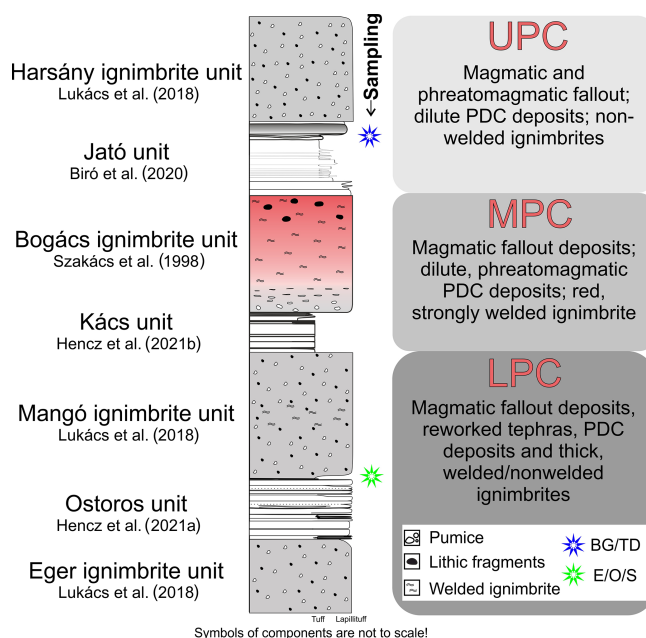 Harsány ignimbrite unit
Lukács et al. (2018)
Jató unit
Biró et al. (2020)
Bogács ignimbrite unit
Szakács et al. (1998)
Kács unit
Hencz et al. (2021b)
Mangó ignimbrite unit
Lukács et al. (2018)
Ostoros unit
Hencz et al. (2021a)
Eger ignimbrite unit
Lukács et al. (2018)
←Sampling
Tuff Lapillituff
UPC
Magmatic and
phreatomagmatic fallout;
dilute PDC deposits; non-
welded ignimbrites
MPC
Magmatic fallout deposits;
dilute, phreatomagmatic
PDC deposits; red,
strongly welded ignimbrite
LPC
Magmatic fallout deposits,
reworked tephras, PDC
deposits and thick,
welded/nonwelded
ignimbrites
Pumice
Lithic fragments
Welded ignimbrite
BG/TD
E/O/S
Symbols of components are not to scale!